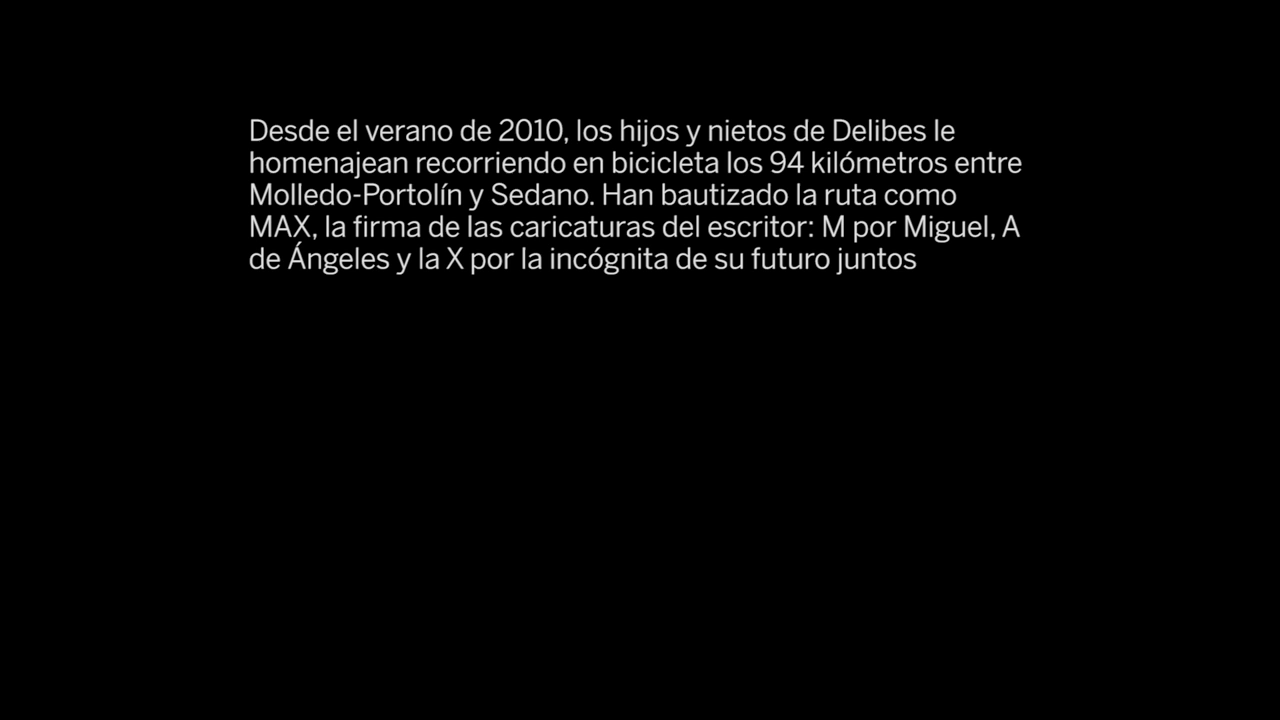 Desde el verano de 2010, los hijos y nietos de Delibes le
homenajean recorriendo en bicicleta los 94 kilómetros entre
Molledo-Portolín y Sedano. Han bautizado la ruta como
MAX, la firma de las caricaturas del escritor: M por Miguel, A
de Ángeles y la X por la incógnita de su futuro juntos